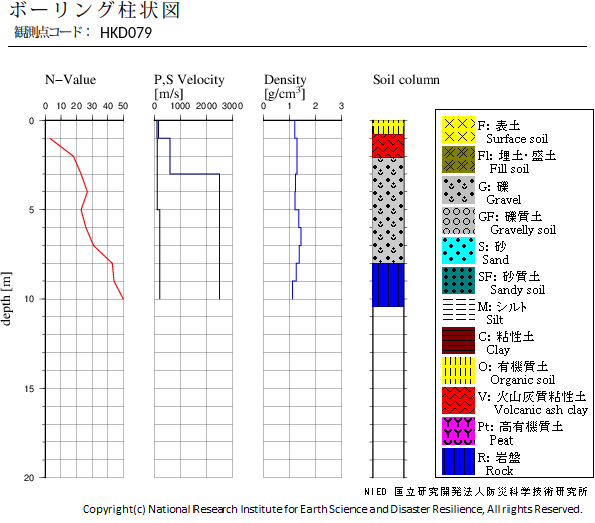 ボーリング柱状図
観測点コード： HKD079
N−Value
P,S Velocity
[m/s]
Density
[g/cm³]
Soil column
0 10 20 30 40 50
0 1000 2000 3000
0 1 2 3
0
5
10
15
20
depth [m]
F: 表土
Surface soil
Fl: 埋土・盛土
Fill soil
G: 礫
Gravel
GF: 礫質土
Gravelly soil
S: 砂
Sand
SF: 砂質土
Sandy soil
M: シルト
Silt
C: 粘性土
Clay
O: 有機質土
Organic soil
V: 火山灰質粘性土
Volcanic ash clay
Pt: 高有機質土
Peat
R: 岩盤
Rock
NIED 国立研究開発法人防災科学技術研究所
Copyright(c) National Research Institute for Earth Science and Disaster Resilience, All rights Reserved.